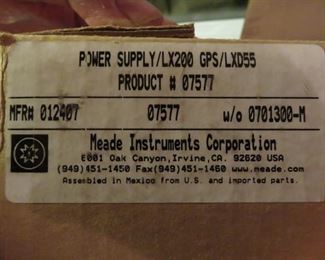 POWER SUPPLY/LX200 GPS/LXD55
PRODUCT # 07577
MFR# 012407 07577 w/o 0701300-M
Meade Instruments Corporation
6001 Oak Canyon, Irvine, CA. 92620 USA
(949)451-1450 Fax(949)451-1460 www.meade.com
Assembled in Mexico from U.S. and imported parts.